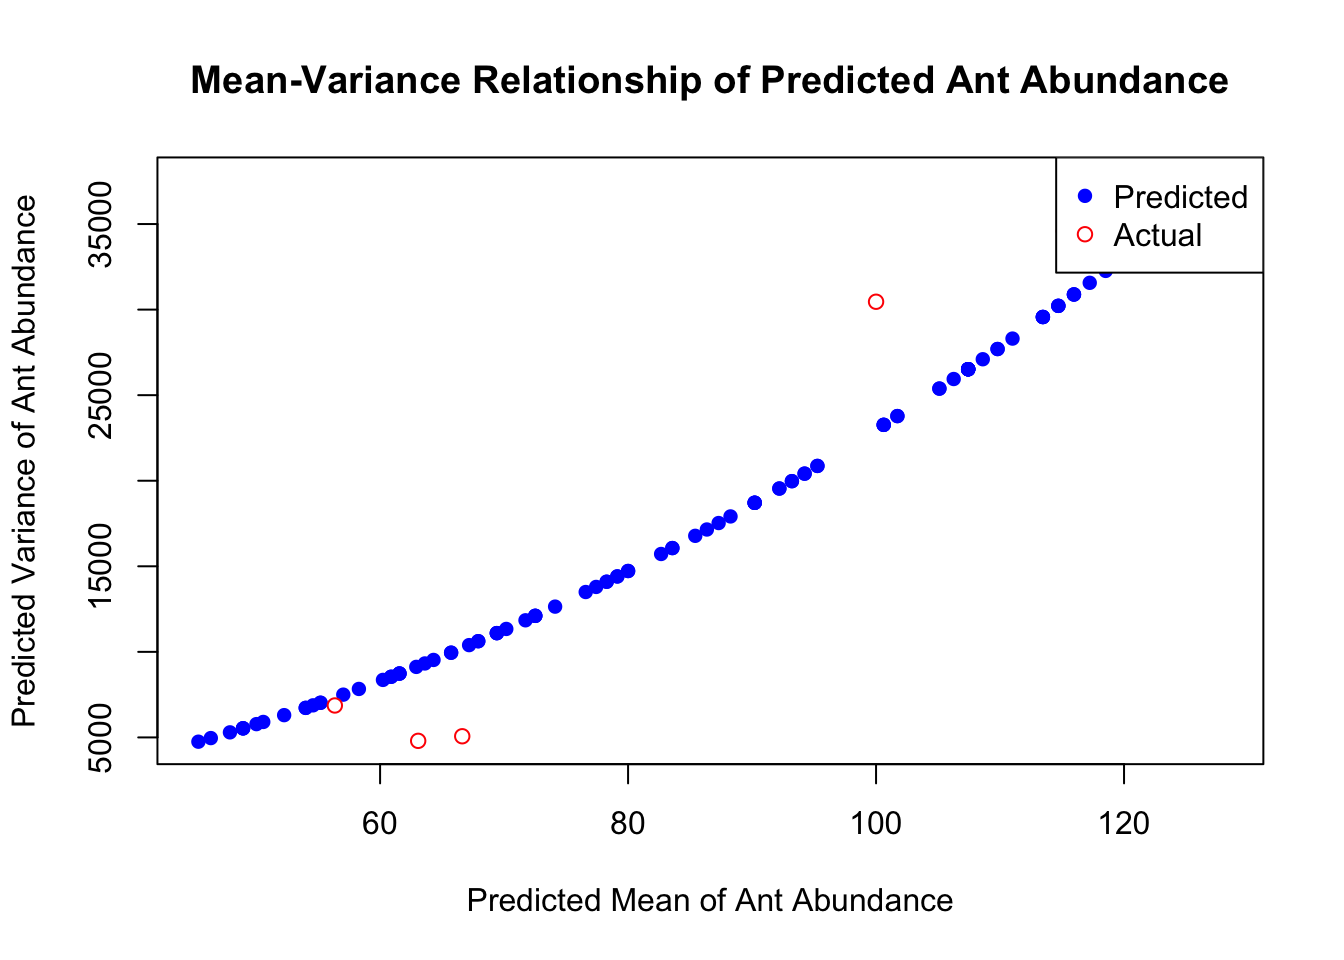 Mean-Variance Relationship of Predicted Ant Abundance
Predicted Variance of Ant Abundance
35000
25000
15000
5000
Predicted
Actual
60 80 100 120
Predicted Mean of Ant Abundance